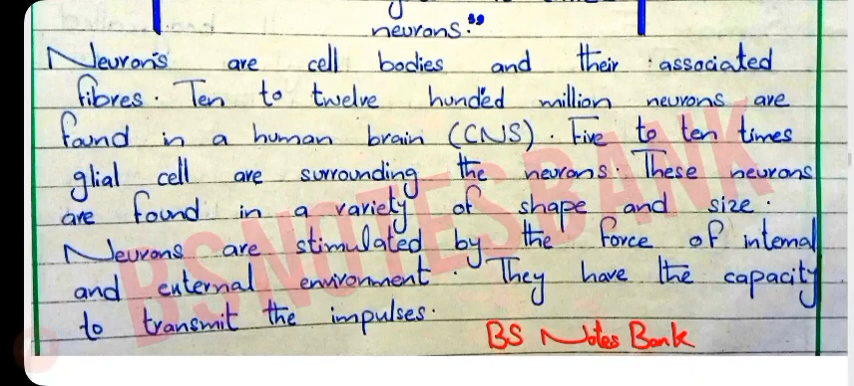 neurons."
Neurons are cell bodies and their associated
fibres. Ten to twelve hunded million neurons are
found in a human brain (CNS). Five to ten times
glial cell are surrounding the neurons. These neurons
are found in a variety of shape and size.
Neurons are stimulated by the force of internal
and external environment. They have the capacity
to transmit the impulses.
BS Notes Bank
BSNOTESBANK